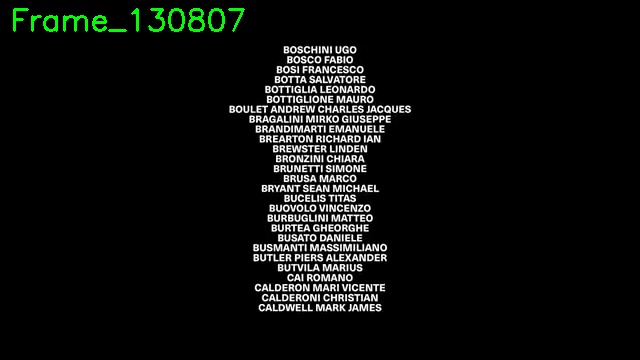 Frame_130807
BOSCHINI UGO
BOSCO FABIO
BOSI FRANCESCO
BOTTA SALVATORE
BOTTIGLIA LEONARDO
BOTTIGLIONE MAURO
BOULET ANDREW CHARLES JACQUES
BRAGALINI MIRKO GIUSEPPE
BRANDIMARTI EMANUELE
BREARTON RICHARD IAN
BREWSTER LINDEN
BRONZINI CHIARA
BRUNETTI SIMONE
BRUSA MARCO
BRYANT SEAN MICHAEL
BUCELIS TITAS
BUOVOLO VINCENZO
BURBUGLINI MATTEO
BURTEA GHEORGHE
BUSATO DANIELE
BUSMANTI MASSIMILIANO
BUTLER PIERS ALEXANDER
BUTVILA MARIUS
CAI ROMANO
CALDERON MARI VICENTE
CALDERONI CHRISTIAN
CALDWELL MARK JAMES